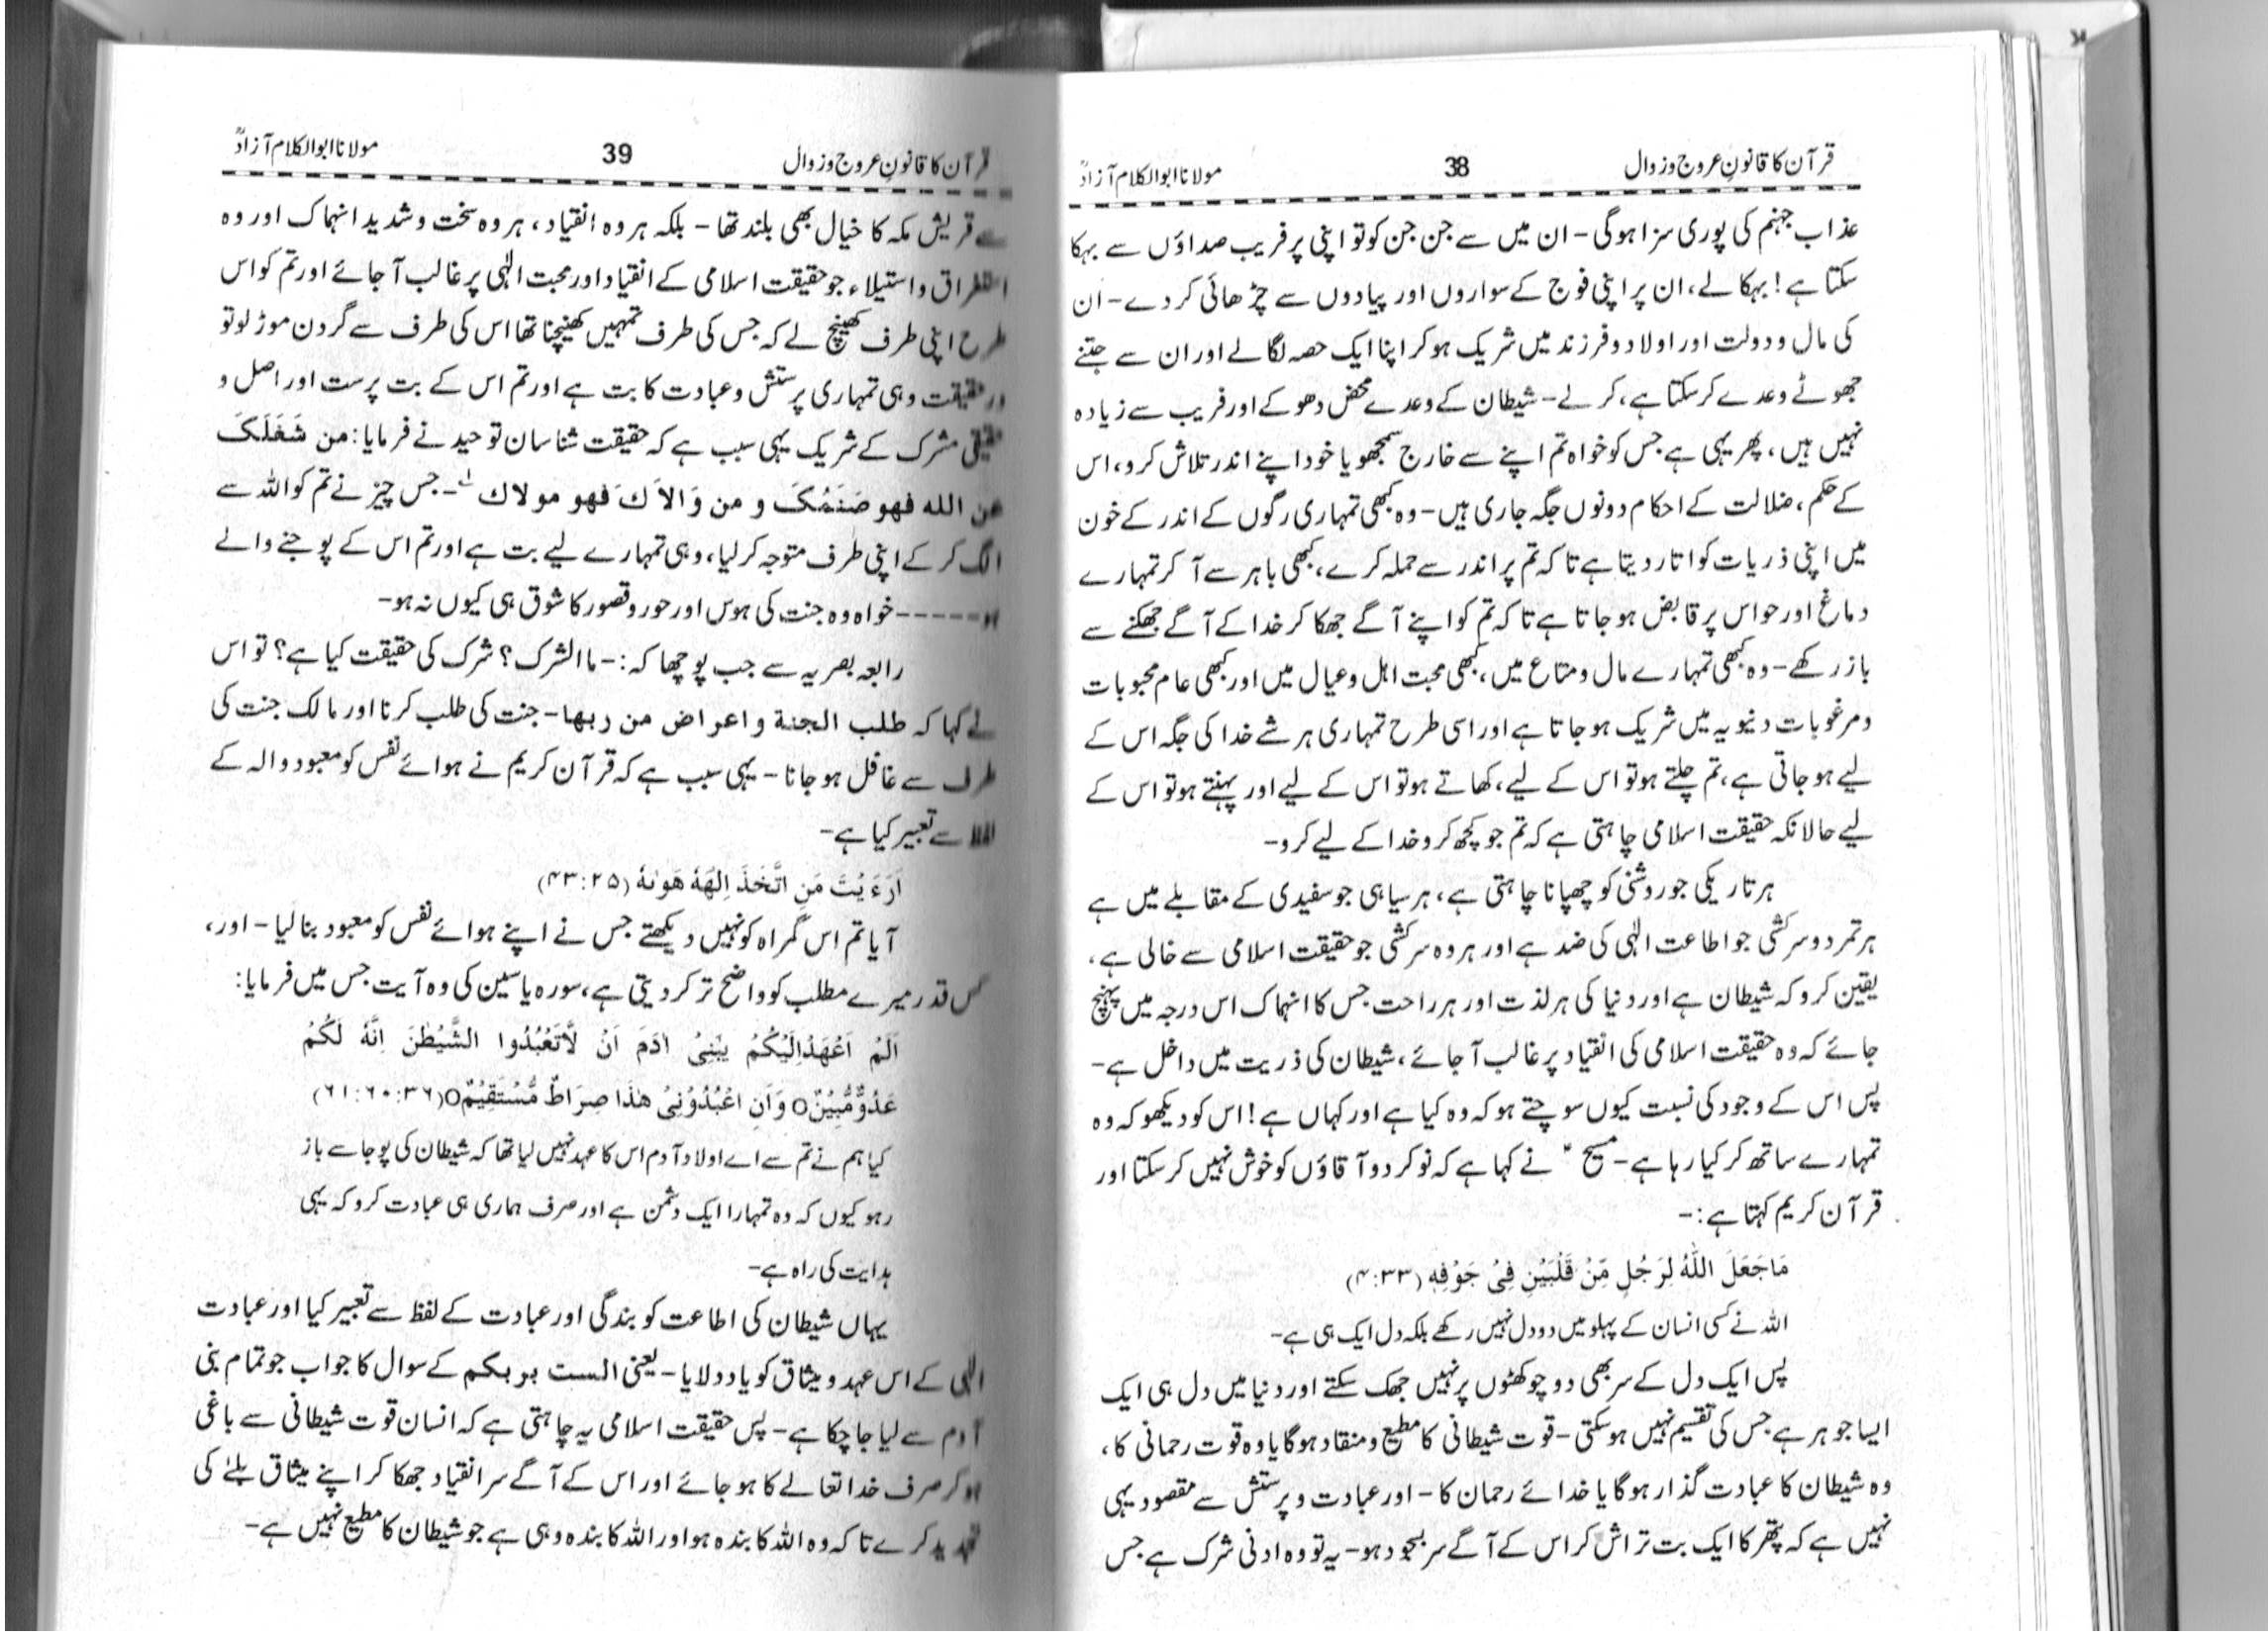 قرآن کا قانونِ عروج و زوال 38 مولانا ابوالکلام آزادؒ
عذاب جہنم کی پوری سزا ہوگی - ان میں سے جن جن کو تو اپنی پر فریب صداؤں سے بہکا
سکتا ہے! بہکا لے، ان پر اپنی فوج کے سواروں اور پیادوں سے چڑھائی کر دے - ان
کی مال و دولت اور اولاد و فرزند میں شریک ہو کر اپنا ایک حصہ لگا لے اور ان سے جتنے
جھوٹے وعدے کر سکتا ہے، کر لے - شیطان کے وعدے محض دھوکے اور فریب سے زیادہ
نہیں ہیں، پھر یہی ہے جس کو خواہ تم اپنے سے خارج سمجھو یا خود اپنے اندر تلاش کرو، اس
کے حکم، ضلالت کے احکام دونوں جگہ جاری ہیں - وہ کبھی تمہاری رگوں کے اندر کے خون
میں اپنی ذریات کو اتار دیتا ہے تا کہ تم پر اندر سے حملہ کرے، کبھی باہر سے آ کر تمہارے
دماغ اور حواس پر قابض ہو جاتا ہے تا کہ تم کو اپنے آگے جھکا کر خدا کے آگے جھکنے سے
باز رکھے - وہ کبھی تمہارے مال و متاع میں، کبھی محبت اہل و عیال میں اور کبھی عام محبوبات
و مرغوبات دنیویہ میں شریک ہو جاتا ہے اور اسی طرح تمہاری ہر شے خدا کی جگہ اس کے
لیے ہو جاتی ہے، تم چلتے ہو تو اس کے لیے، کھاتے ہو تو اس کے لیے اور پہنتے ہو تو اس کے
لیے حالانکہ حقیقت اسلامی چاہتی ہے کہ تم جو کچھ کرو خدا کے لیے کرو -
ہر تاریکی جو روشنی کو چھپانا چاہتی ہے، ہر سیاہی جو سفیدی کے مقابلے میں ہے
ہر تمرد و سرکشی جو اطاعت الٰہی کی ضد ہے اور ہر وہ سرکشی جو حقیقت اسلامی سے خالی ہے،
یقین کرو کہ شیطان ہے اور دنیا کی ہر لذت اور ہر راحت جس کا انہماک اس درجہ میں پہنچ
جائے کہ وہ حقیقت اسلامی کی انقیاد پر غالب آ جائے، شیطان کی ذریت میں داخل ہے -
پس اس کے وجود کی نسبت کیوں سوچتے ہو کہ وہ کیا ہے اور کہاں ہے! اس کو دیکھو کہ وہ
تمہارے ساتھ کر کیا رہا ہے - مسیحؑ نے کہا ہے کہ نوکر دو آقاؤں کو خوش نہیں کر سکتا اور
قرآن کریم کہتا ہے :-
مَا جَعَلَ اللّٰہُ لِرَجُلٍ مِّنْ قَلْبَیْنِ فِیْ جَوْفِہٖ (۴:۳۳)
اللہ نے کسی انسان کے پہلو میں دو دل نہیں رکھے بلکہ دل ایک ہی ہے -
پس ایک دل کے سر بھی دو چوکھٹوں پر نہیں جھک سکتے اور دنیا میں دل ہی ایک
ایسا جوہر ہے جس کی تقسیم نہیں ہو سکتی - قوت شیطانی کا مطیع و منقاد ہوگا یا وہ قوت رحمانی کا،
وہ شیطان کا عبادت گذار ہوگا یا خدائے رحمان کا - اور عبادت و پرستش سے مقصود یہی
نہیں ہے کہ پتھر کا ایک بت تراش کر اس کے آگے سربجود ہو - یہ تو وہ ادنی شرک ہے جس
قرآن کا قانونِ عروج و زوال 39 مولانا ابوالکلام آزادؒ
سے قریش مکہ کا خیال بھی بلند تھا - بلکہ ہر وہ انقیاد، ہر وہ سخت و شدید انہماک اور وہ
و استیلاء جو حقیقت اسلامی کے انقیاد اور محبت الٰہی پر غالب آ جائے اور تم کو اس
طرح اپنی طرف کھینچ لے کہ جس کی طرف تمہیں کھینچنا تھا اس کی طرف سے گردن موڑ لو تو
در حقیقت وہی تمہاری پرستش و عبادت کا بت ہے اور تم اس کے بت پرست اور اصل و
حقیقی مشرک کے شریک یہی سبب ہے کہ حقیقت شناسان توحید نے فرمایا: من شَغَلَکَ
عن الله فهو صَنَمُکَ و من وَالاَکَ فهو مولاك - جس چیز نے تم کو اللہ سے
الگ کر کے اپنی طرف متوجہ کر لیا، وہی تمہارے لیے بت ہے اور تم اس کے پوجنے والے
ہو ------ خواہ وہ جنت کی ہوس اور حور و قصور کا شوق ہی کیوں نہ ہو -
رابعہ بصریہ سے جب پوچھا کہ :- ما الشرک؟ شرک کی حقیقت کیا ہے؟ تو اس
نے کہا کہ طلب الجنة و اعراض من ربها - جنت کی طلب کرنا اور مالک جنت کی
طرف سے غافل ہو جانا - یہی سبب ہے کہ قرآن کریم نے ہوائے نفس کو معبود و الہ کے
لفظ سے تعبیر کیا ہے -
اَرَءَیْتَ مَنِ اتَّخَذَ اِلٰهَهٗ هَوٰىهُ (۴۳:۲۵)
آیا تم اس گمراہ کو نہیں دیکھتے جس نے اپنے ہوائے نفس کو معبود بنا لیا - اور،
کس قدر میرے مطلب کو واضح تر کر دیتی ہے، سورہ یاسین کی وہ آیت جس میں فرمایا:
اَلَمْ اَعْهَدْ اِلَیْکُمْ یٰبَنِیْ اٰدَمَ اَنْ لَّا تَعْبُدُوا الشَّیْطٰنَ اِنَّهٗ لَکُمْ
عَدُوٌّ مُّبِیْنٌ o وَ اَنِ اعْبُدُوْنِیْ هٰذَا صِرَاطٌ مُّسْتَقِیْمٌ o (۶۱:۶۰:۳۶)
کیا ہم نے تم سے اے اولاد آدم اس کا عہد نہیں لیا تھا کہ شیطان کی پوجا سے باز
رہو کیوں کہ وہ تمہارا ایک دشمن ہے اور صرف ہماری ہی عبادت کرو کہ یہی
ہدایت کی راہ ہے -
یہاں شیطان کی اطاعت کو بندگی اور عبادت کے لفظ سے تعبیر کیا اور عبادت
الٰہی کے اس عہد و میثاق کو یاد دلایا - یعنی الست بربکم کے سوال کا جواب جو تمام بنی
آدم سے لیا جا چکا ہے - پس حقیقت اسلامی یہ چاہتی ہے کہ انسان قوت شیطانی سے باغی
ہو کر صرف خدا تعالے کا ہو جائے اور اس کے آگے سر انقیاد جھکا کر اپنے میثاق بلےٰ کی
تجدید کرے تا کہ وہ اللہ کا بندہ ہو اور اللہ کا بندہ وہی ہے جو شیطان کا مطیع نہیں ہے -